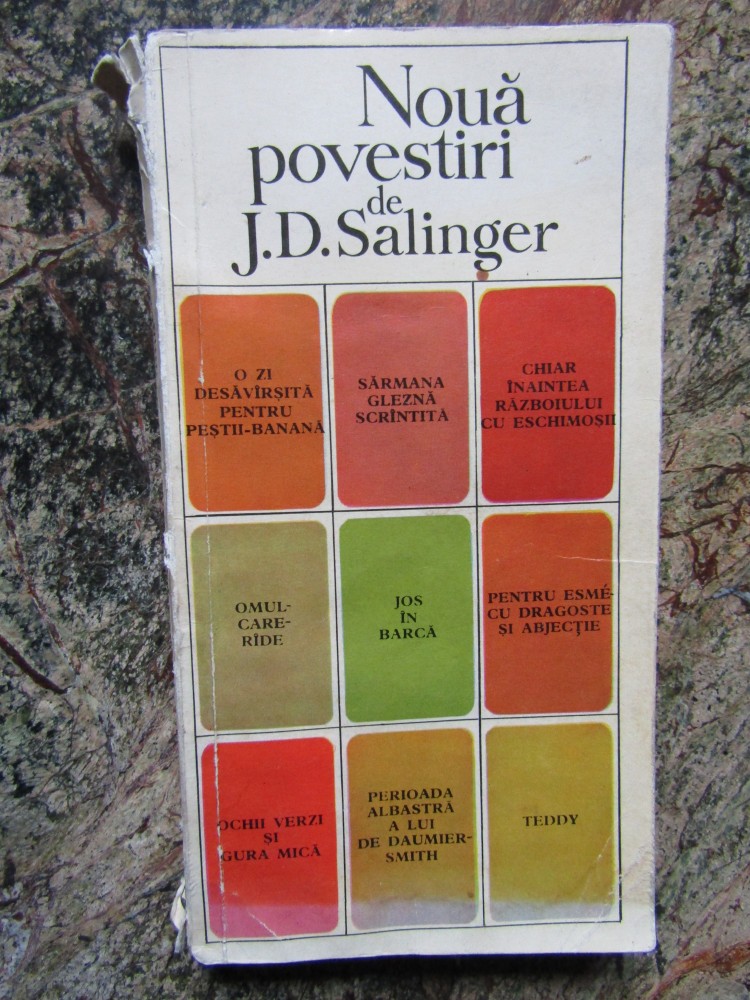 Nouă
povestiri
de
J.D. Salinger
O ZI
DESĂVÎRȘITĂ
PENTRU
PEȘTII-BANANĂ
SĂRMANA
GLEZNĂ
SCRÎNTITĂ
CHIAR
ÎNAINTEA
RĂZBOIULUI
CU ESCHIMOȘII
OMUL-
CARE-
RÎDE
JOS
ÎN
BARCĂ
PENTRU ESMÉ-
CU DRAGOSTE
ȘI ABJECȚIE
OCHII VERZI
ȘI
GURA MICĂ
PERIOADA
ALBASTRĂ
A LUI
DE DAUMIER-
SMITH
TEDDY